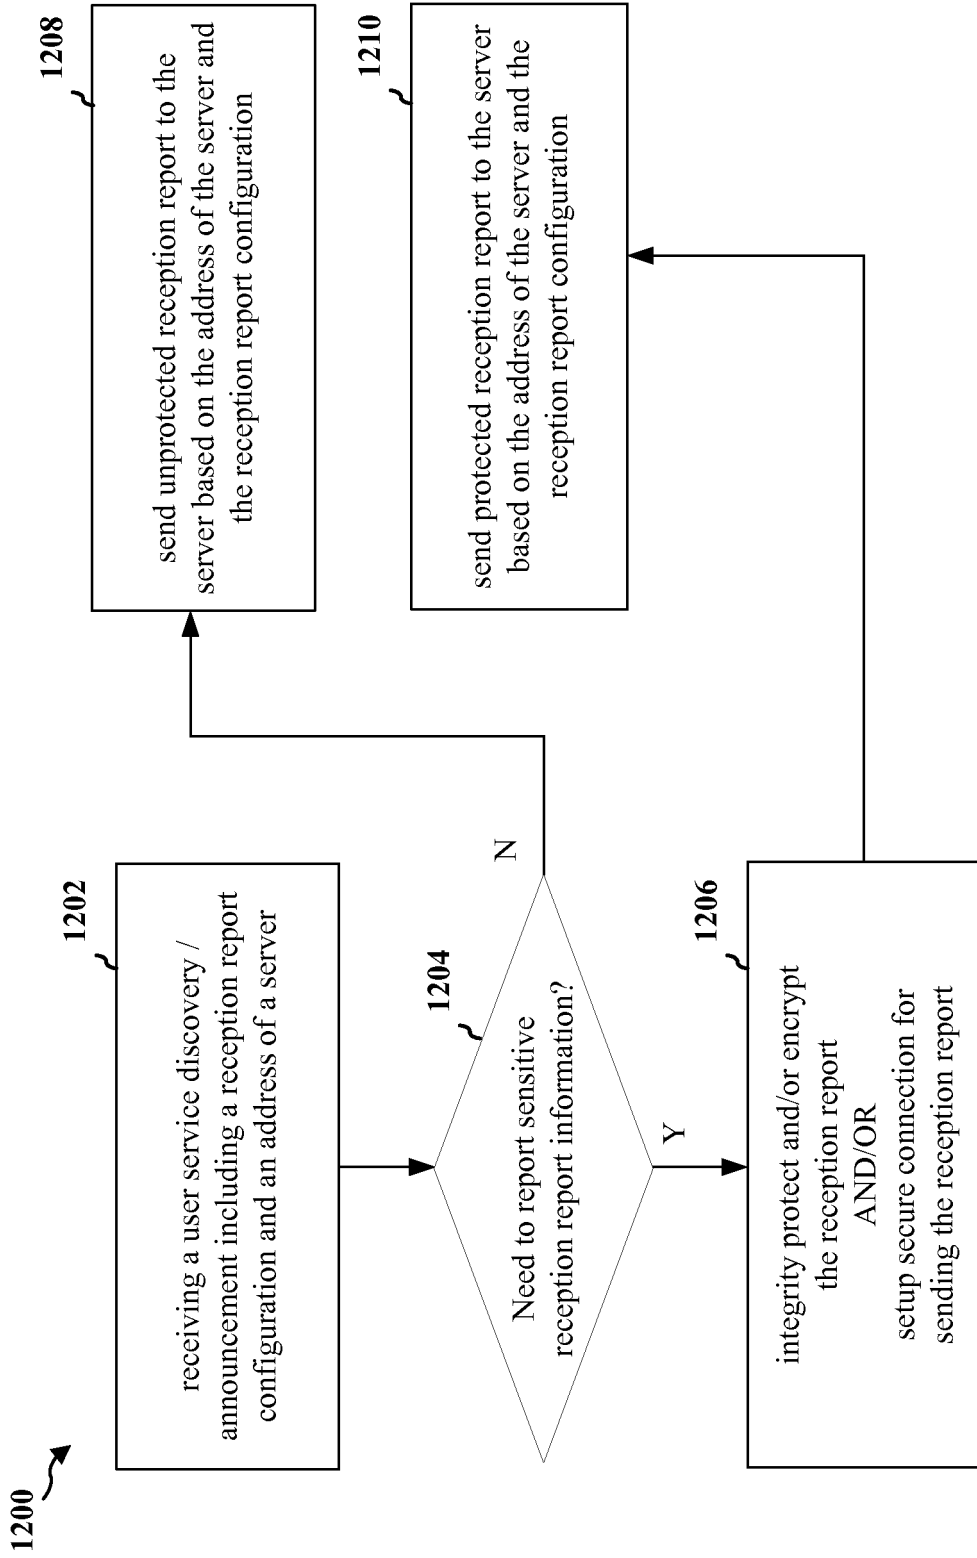 1200
1202
receiving a user service discovery /
announcement including a reception report
configuration and an address of a server
1204
Need to report sensitive
reception report information?
N
Y
1206
integrity protect and/or encrypt
the reception report
AND/OR
setup secure connection for
sending the reception report
1208
send unprotected reception report to the
server based on the address of the server and
the reception report configuration
1210
send protected reception report to the server
based on the address of the server and the
reception report configuration